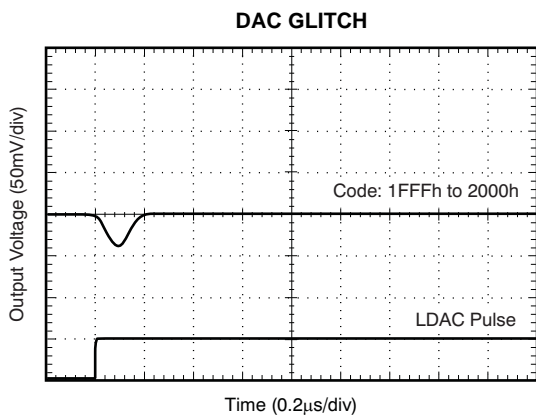 DAC GLITCH
Output Voltage (50mV/div)
Code: 1FFFh to 2000h
LDAC Pulse
Time (0.2µs/div)